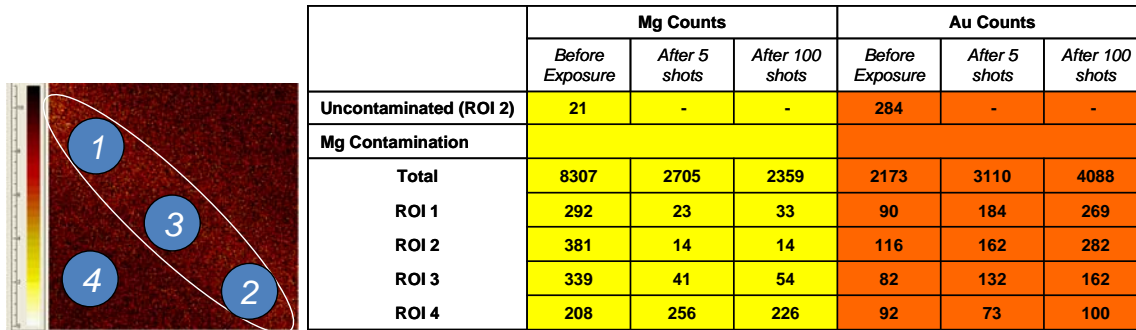 Mg Counts Au Counts
Before Exposure After 5 shots After 100 shots Before Exposure After 5 shots After 100 shots
Uncontaminated (ROI 2) 21 - - 284 - -
Mg Contamination
Total 8307 2705 2359 2173 3110 4088
ROI 1 292 23 33 90 184 269
ROI 2 381 14 14 116 162 282
ROI 3 339 41 54 82 132 162
ROI 4 208 256 226 92 73 100
1
3
4 2